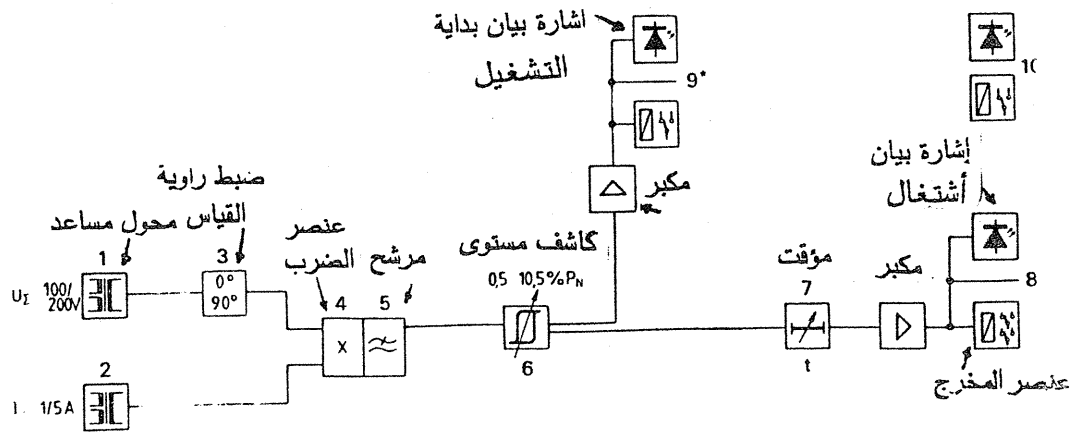 اشارة بيان بداية
التشغيل
9*
10
إشارة بيان
أشتغال
مكبر
ضبط راوية
القياس
محول مساعد
عنصر
الضرب
مرشح
كاشف مستوى
0,5 10,5% PN
مؤقت
مكبر
1
3
4
5
6
7
8
UΣ 100/
200V
0°
90°
x
t
عنصر المخرج
2
I 1/5A